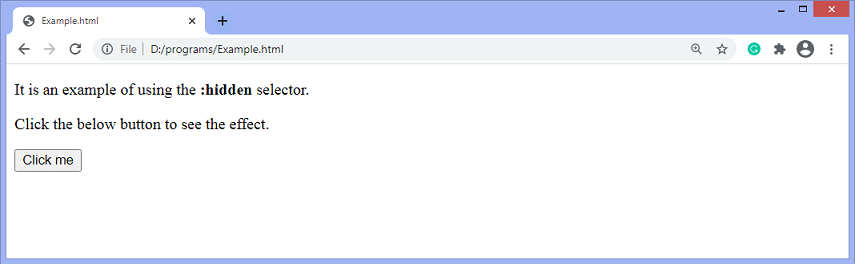 Example.html
File
D:/programs/Example.html
It is an example of using the :hidden selector.
Click the below button to see the effect.
Click me